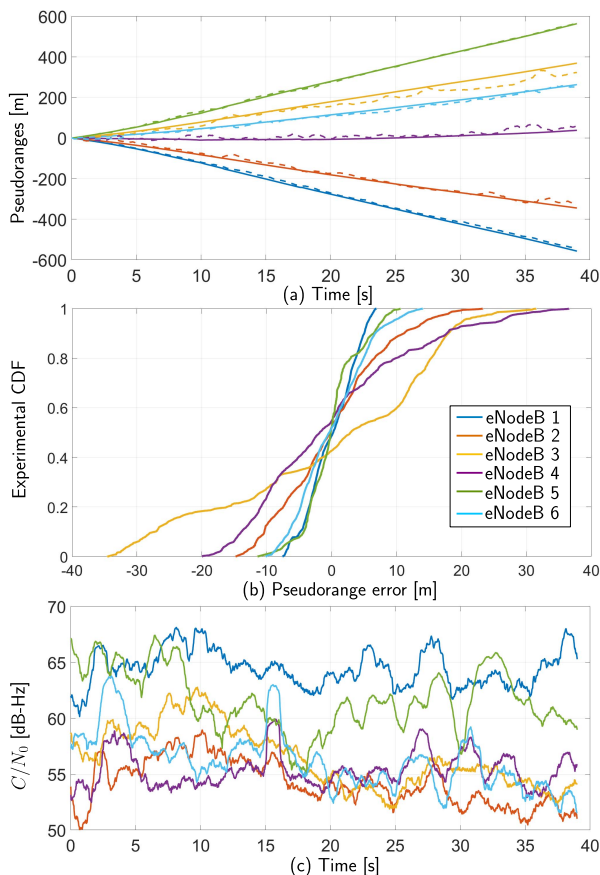 600
400
200
0
-200
-400
-600
Pseudoranges [m]
0 5 10 15 20 25 30 35 40
(a) Time [s]
1
0.8
0.6
0.4
0.2
0
Experimental CDF
eNodeB 1
eNodeB 2
eNodeB 3
eNodeB 4
eNodeB 5
eNodeB 6
-40 -30 -20 -10 0 10 20 30 40
(b) Pseudorange error [m]
70
65
60
55
50
C/N0 [dB-Hz]
0 5 10 15 20 25 30 35 40
(c) Time [s]